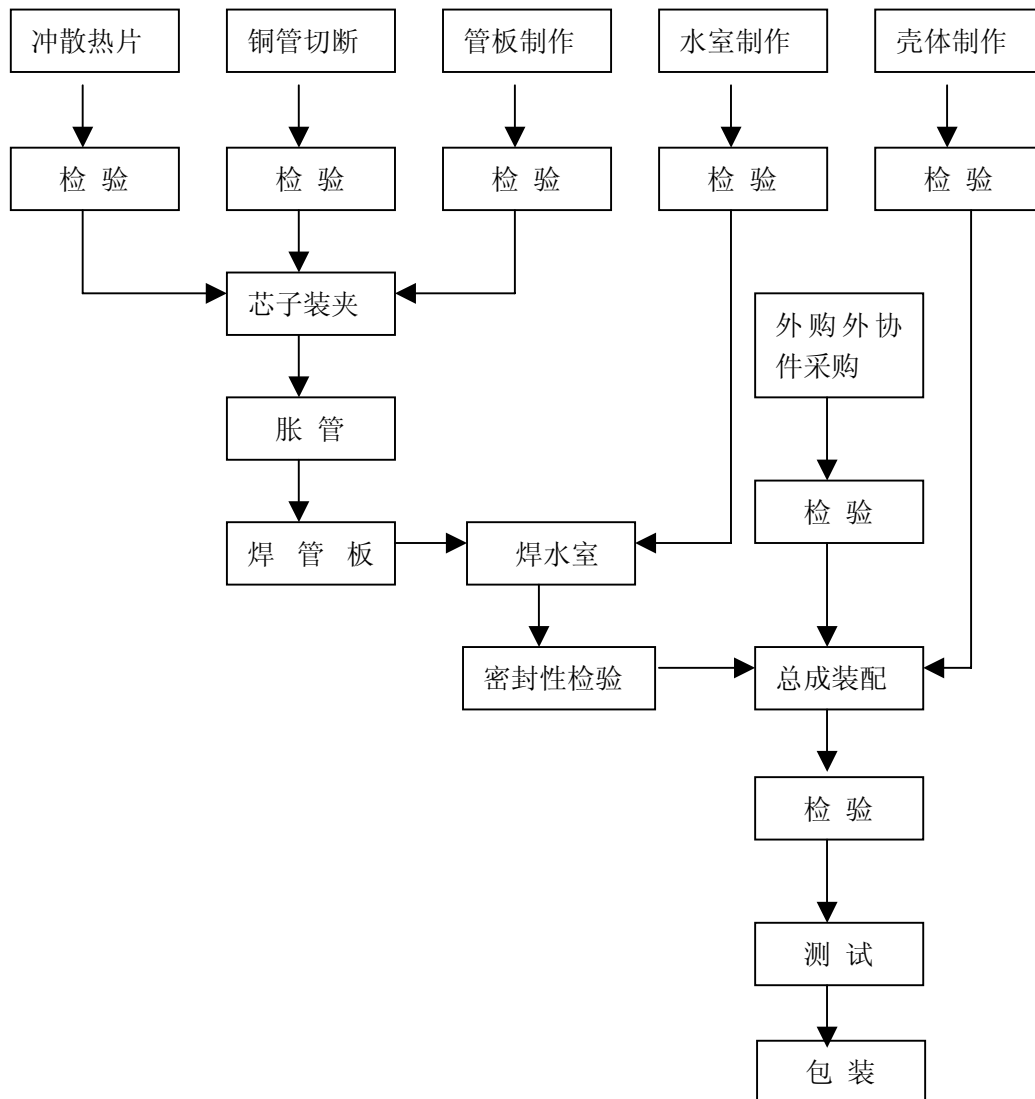 冲散热片
铜管切断
管板制作
水室制作
壳体制作
检 验
检 验
检 验
检 验
检 验
芯子装夹
外购外协
件采购
胀 管
检 验
焊 管 板
焊水室
密封性检验
总成装配
检 验
测 试
包 装